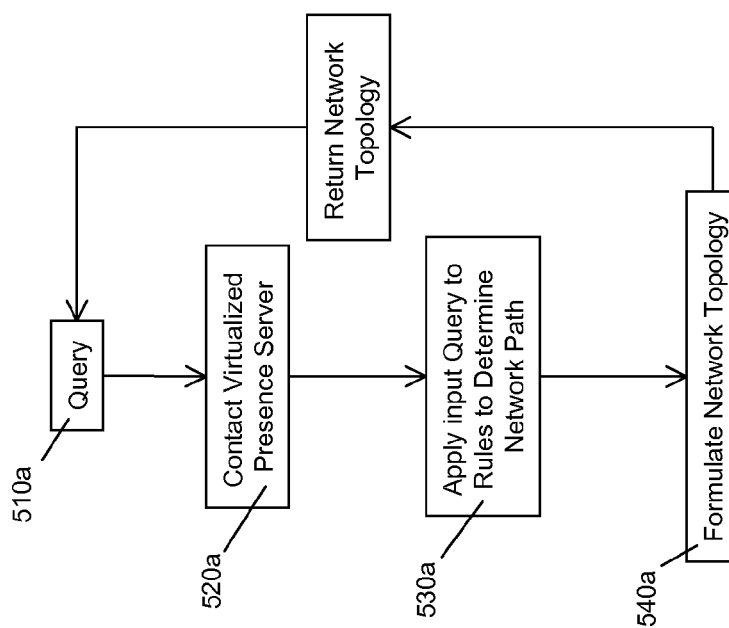 510a
Query
520a
Contact Virtualized
Presence Server
530a
Apply input Query to
Rules to Determine
Network Path
540a
Formulate Network Topology
Return Network
Topology